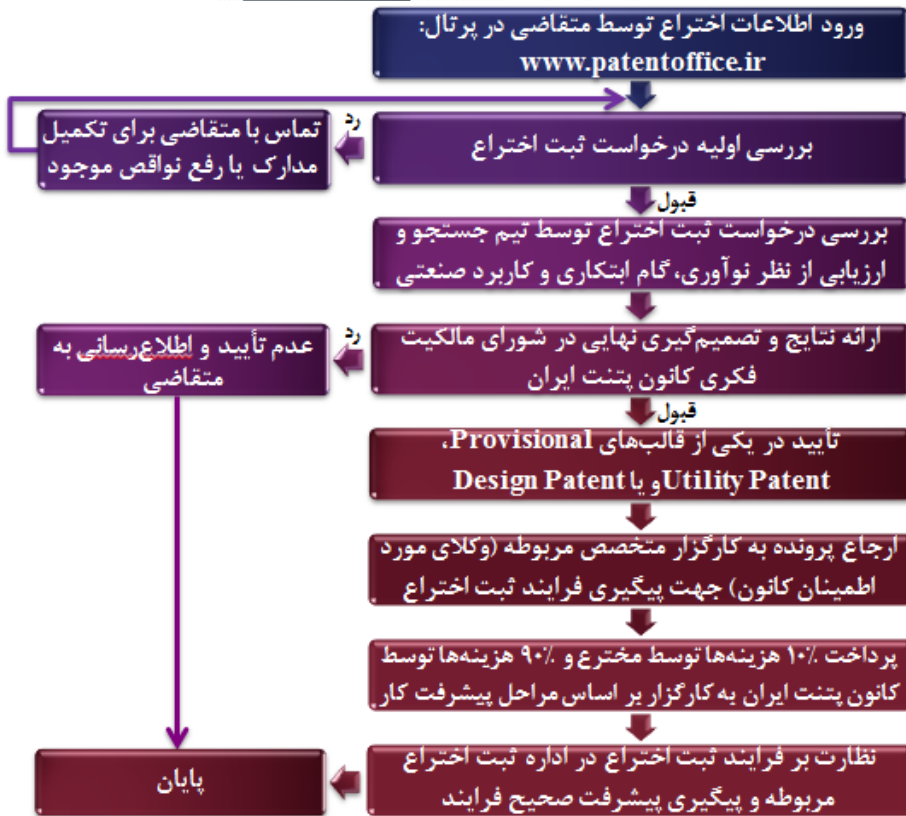 ورود اطلاعات اختراع توسط متقاضی در پرتال:
www.patentoffice.ir
بررسی اولیه درخواست ثبت اختراع
رد
تماس با متقاضی برای تکمیل
مدارک یا رفع نواقص موجود
قبول
بررسی درخواست ثبت اختراع توسط تیم جستجو و
ارزیابی از نظر نوآوری، گام ابتکاری و کاربرد صنعتی
ارائه نتایج و تصمیم‌گیری نهایی در شورای مالکیت
فکری کانون پتنت ایران
رد
عدم تأیید و اطلاع‌رسانی به
متقاضی
قبول
تأیید در یکی از قالب‌های Provisional،
Utility Patent و یا Design Patent
ارجاع پرونده به کارگزار متخصص مربوطه (وکلای مورد
اطمینان کانون) جهت پیگیری فرایند ثبت اختراع
پرداخت ۱۰٪ هزینه‌ها توسط مخترع و ۹۰٪ هزینه‌ها توسط
کانون پتنت ایران به کارگزار بر اساس مراحل پیشرفت کار
نظارت بر فرایند ثبت اختراع در اداره ثبت اختراع
مربوطه و پیگیری پیشرفت صحیح فرایند
پایان